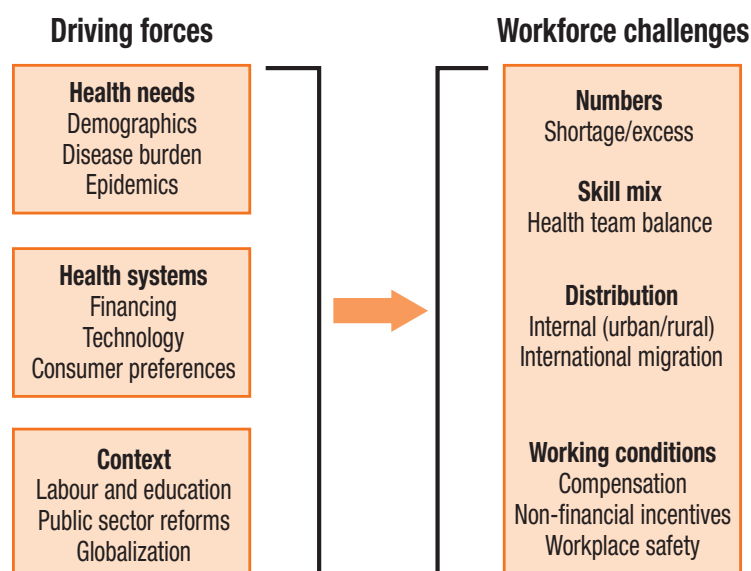 Driving forces
Health needs
Demographics
Disease burden
Epidemics
Health systems
Financing
Technology
Consumer preferences
Context
Labour and education
Public sector reforms
Globalization
Workforce challenges
Numbers
Shortage/excess
Skill mix
Health team balance
Distribution
Internal (urban/rural)
International migration
Working conditions
Compensation
Non-financial incentives
Workplace safety